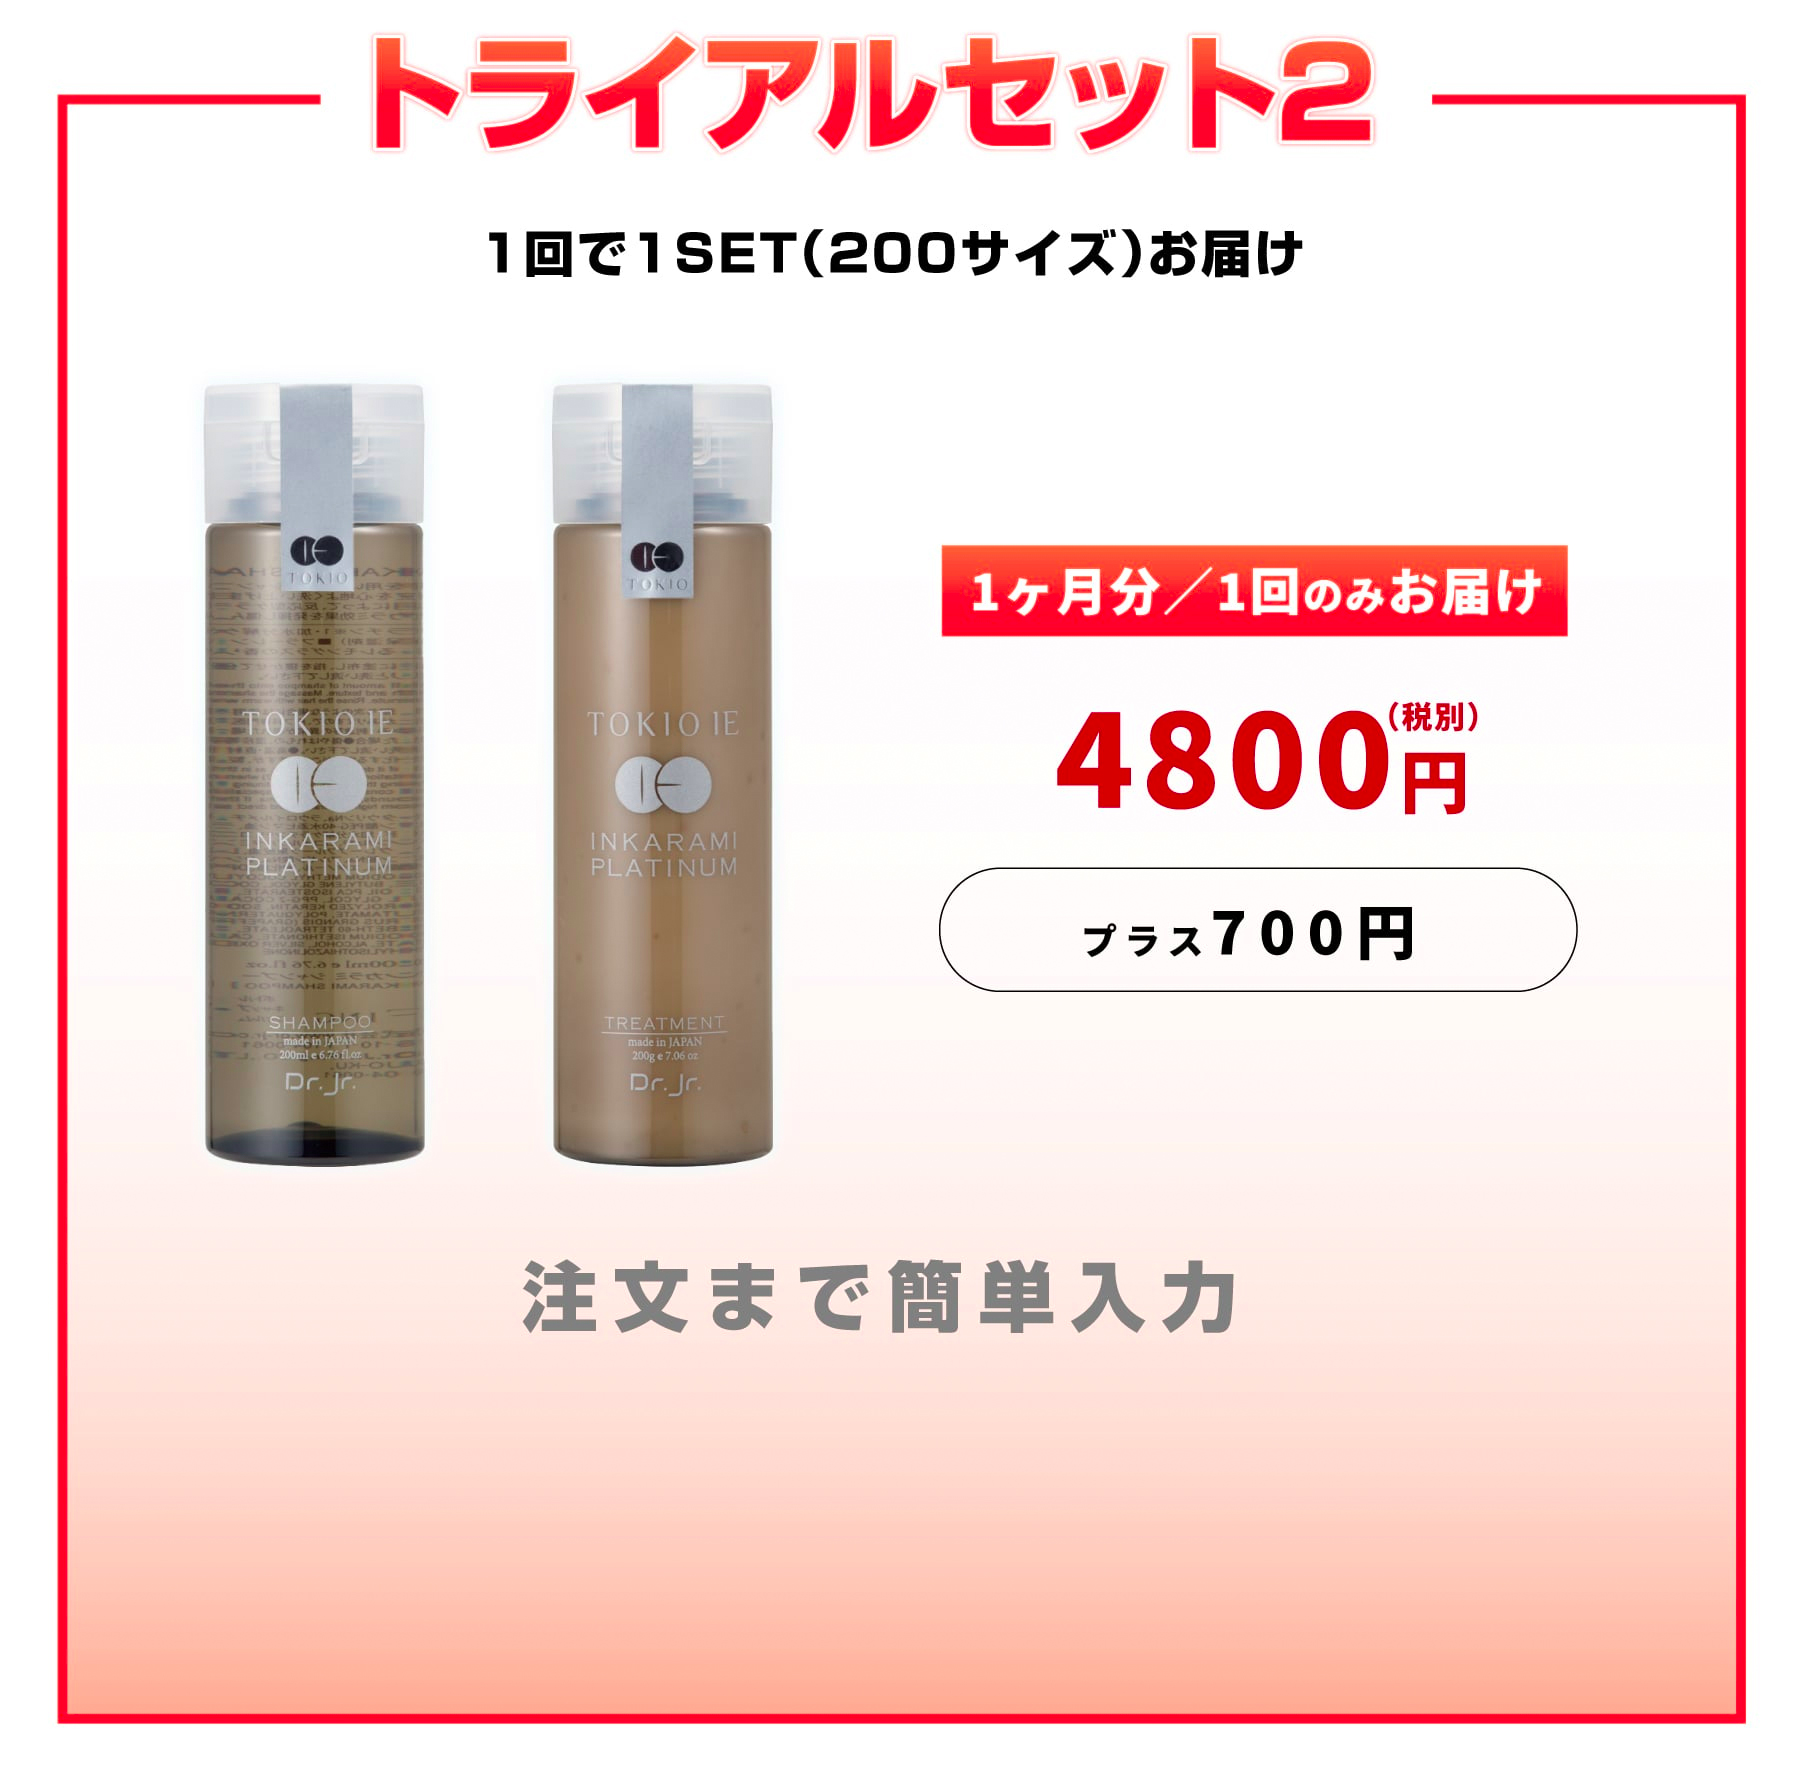 トライアルセット2
1回で1SET(200サイズ)お届け
TOKIO
TOKIO
TOKIO IE
INKARAMI
PLATINUM
SHAMPOO
made in JAPAN
200ml e 6.76 fl.oz
Dr.Jr.
TOKIO IE
INKARAMI
PLATINUM
TREATMENT
made in JAPAN
200g e 7.06 oz
Dr.Jr.
1ヶ月分／1回のみお届け
4800円(税別)
プラス700円
注文まで簡単入力